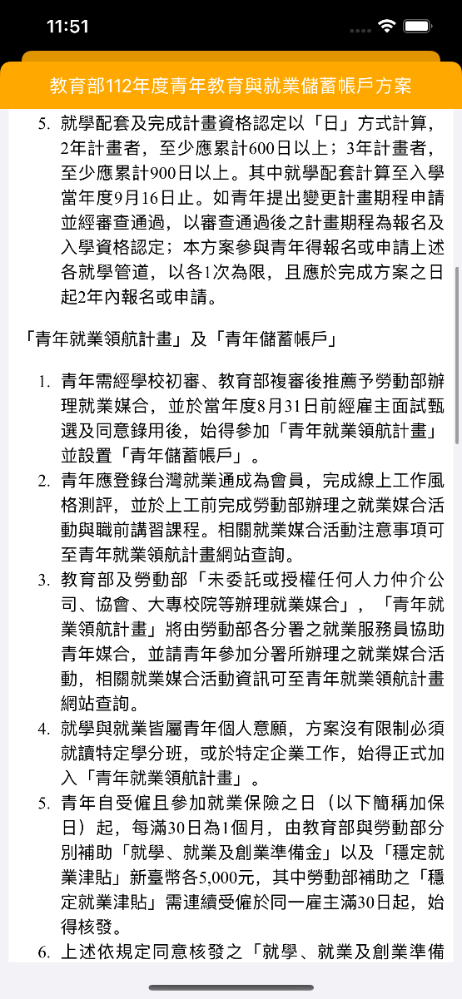 11:51
教育部112年度青年教育與就業儲蓄帳戶方案
5. 就學配套及完成計畫資格認定以「日」方式計算，
2年計畫者，至少應累計600日以上；3年計畫者，
至少應累計900日以上。其中就學配套計算至入學
當年度9月16日止。如青年提出變更計畫期程申請
並經審查通過，以審查通過後之計畫期程為報名及
入學資格認定；本方案參與青年得報名或申請上述
各就學管道，以各1次為限，且應於完成方案之日
起2年內報名或申請。
「青年就業領航計畫」及「青年儲蓄帳戶」
1. 青年需經學校初審、教育部複審後推薦予勞動部辦
理就業媒合，並於當年度8月31日前經雇主面試甄
選及同意錄用後，始得參加「青年就業領航計畫」
並設置「青年儲蓄帳戶」。
2. 青年應登錄台灣就業通成為會員，完成線上工作風
格測評，並於上工前完成勞動部辦理之就業媒合活
動與職前講習課程。相關就業媒合活動注意事項可
至青年就業領航計畫網站查詢。
3. 教育部及勞動部「未委託或授權任何人力仲介公
司、協會、大專校院等辦理就業媒合」，「青年就
業領航計畫」將由勞動部各分署之就業服務員協助
青年媒合，並請青年參加分署所辦理之就業媒合活
動，相關就業媒合活動資訊可至青年就業領航計畫
網站查詢。
4. 就學與就業皆屬青年個人意願，方案沒有限制必須
就讀特定學分班，或於特定企業工作，始得正式加
入「青年就業領航計畫」。
5. 青年自受僱且參加就業保險之日（以下簡稱加保
日）起，每滿30日為1個月，由教育部與勞動部分
別補助「就學、就業及創業準備金」以及「穩定就
業津貼」新臺幣各5,000元，其中勞動部補助之「穩
定就業津貼」需連續受僱於同一雇主滿30日起，始
得核發。
6. 上述依規定同意核發之「就學、就業及創業準備